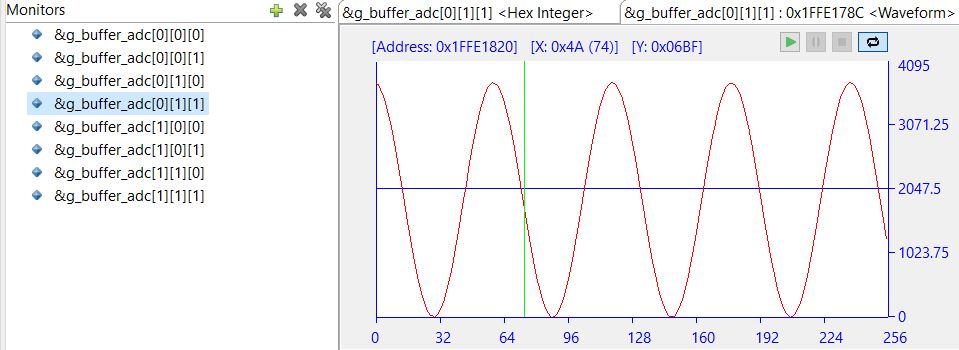 Monitors
&g_buffer_adc[0][0][0]
&g_buffer_adc[0][0][1]
&g_buffer_adc[0][1][0]
&g_buffer_adc[0][1][1]
&g_buffer_adc[1][0][0]
&g_buffer_adc[1][0][1]
&g_buffer_adc[1][1][0]
&g_buffer_adc[1][1][1]
&g_buffer_adc[0][1][1] <Hex Integer>
&g_buffer_adc[0][1][1] : 0x1FFE178C <Waveform>
[Address: 0x1FFE1820] [X: 0x4A (74)] [Y: 0x06BF]
4095
3071.25
2047.5
1023.75
0
0 32 64 96 128 160 192 224 256